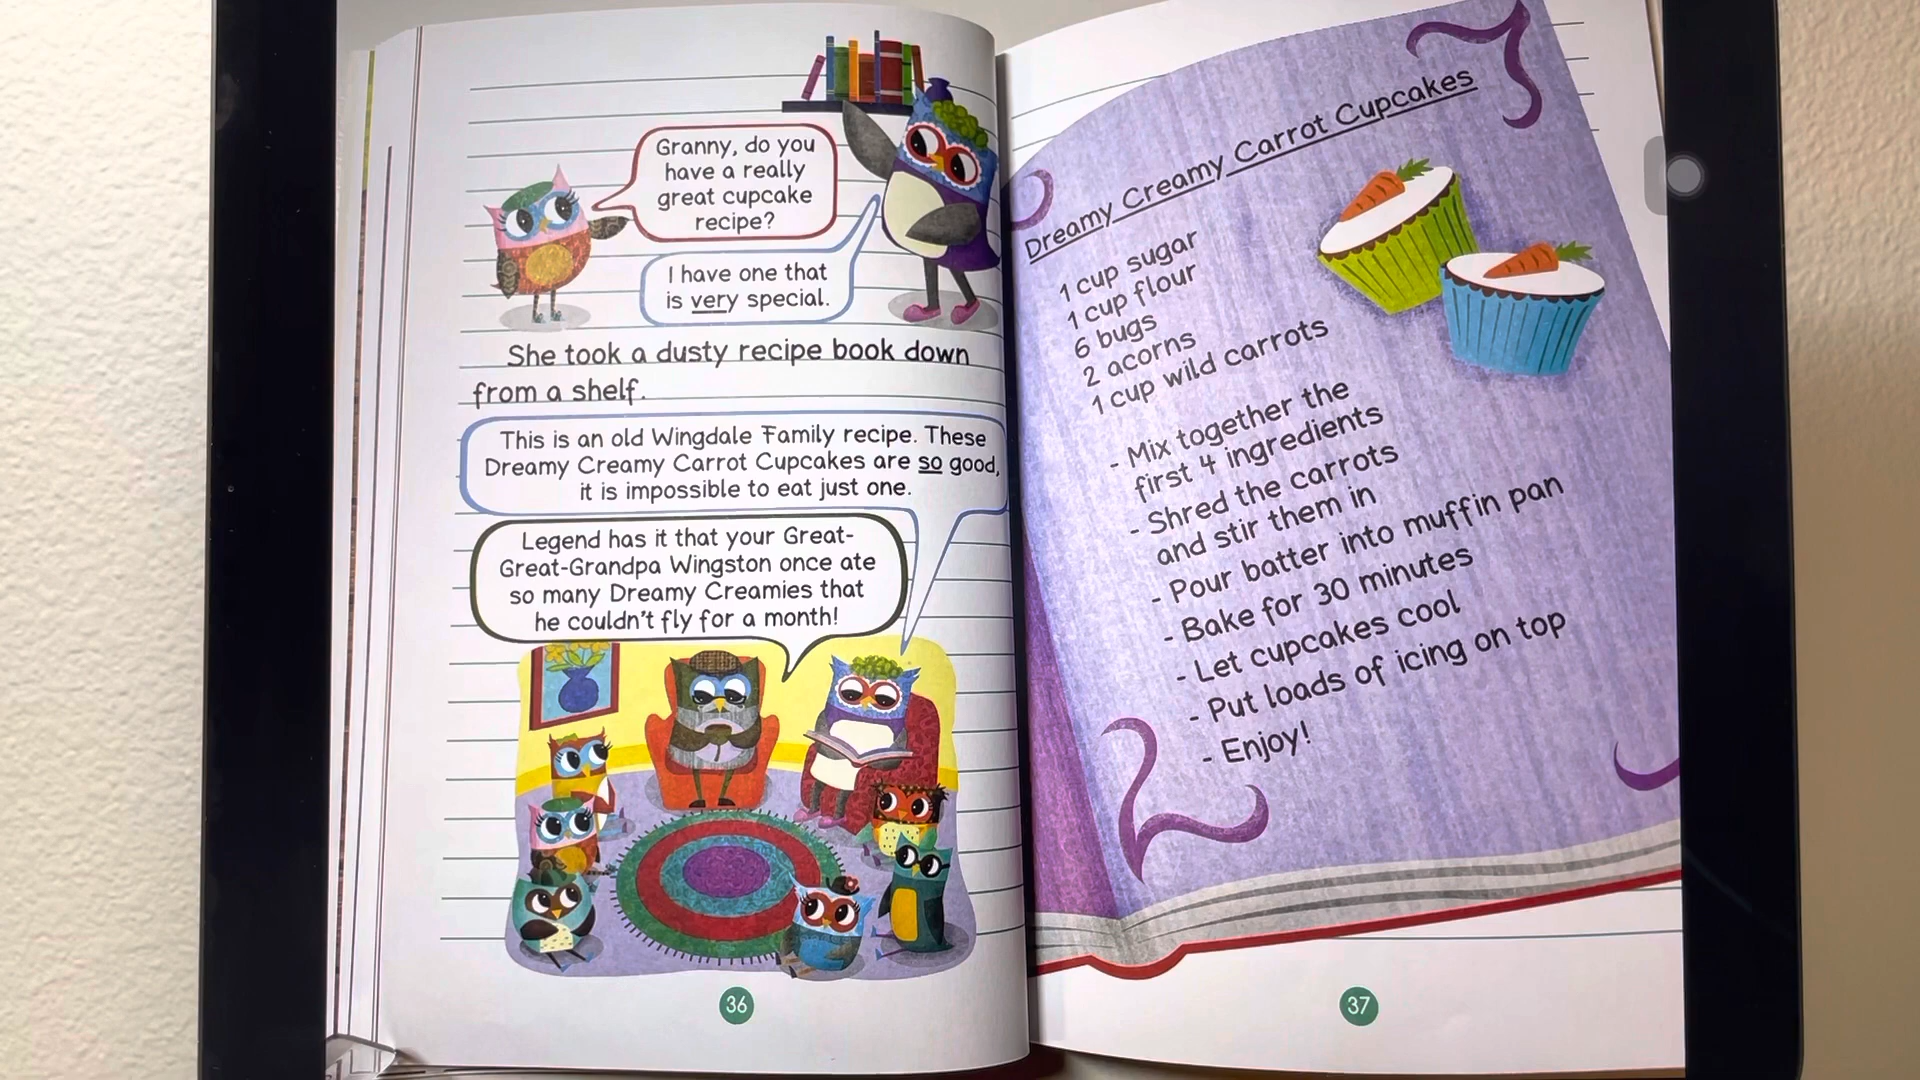 Granny, do you
have a really
great cupcake
recipe?
I have one that
is very special.
She took a dusty recipe book down
from a shelf.
This is an old Wingdale Family recipe. These
Dreamy Creamy Carrot Cupcakes are so good,
it is impossible to eat just one.
Legend has it that your Great-
Great-Grandpa Wingston once ate
so many Dreamy Creamies that
he couldn't fly for a month!
36
Dreamy Creamy Carrot Cupcakes
1 cup sugar
1 cup flour
6 bugs
2 acorns
1 cup wild carrots
- Mix together the
first 4 ingredients
- Shred the carrots
and stir them in
- Pour batter into muffin pan
- Bake for 30 minutes
- Let cupcakes cool
- Put loads of icing on top
- Enjoy!
37